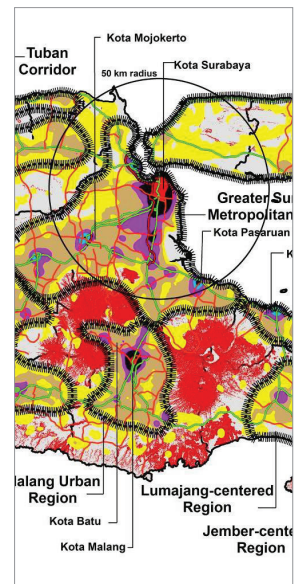 Kota Mojokerto
Tuban
Corridor
Kota Surabaya
50 km radius
Greater Su
Metropolitan
Kota Pasaruan
K
alang Urban
Region
Lumajang-centered
Region
Kota Batu
Jember-cente
Region
Kota Malang